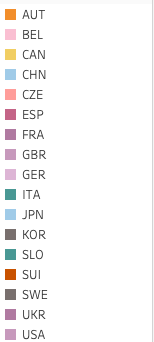 AUT
BEL
CAN
CHN
CZE
ESP
FRA
GBR
GER
ITA
JPN
KOR
SLO
SUI
SWE
UKR
USA